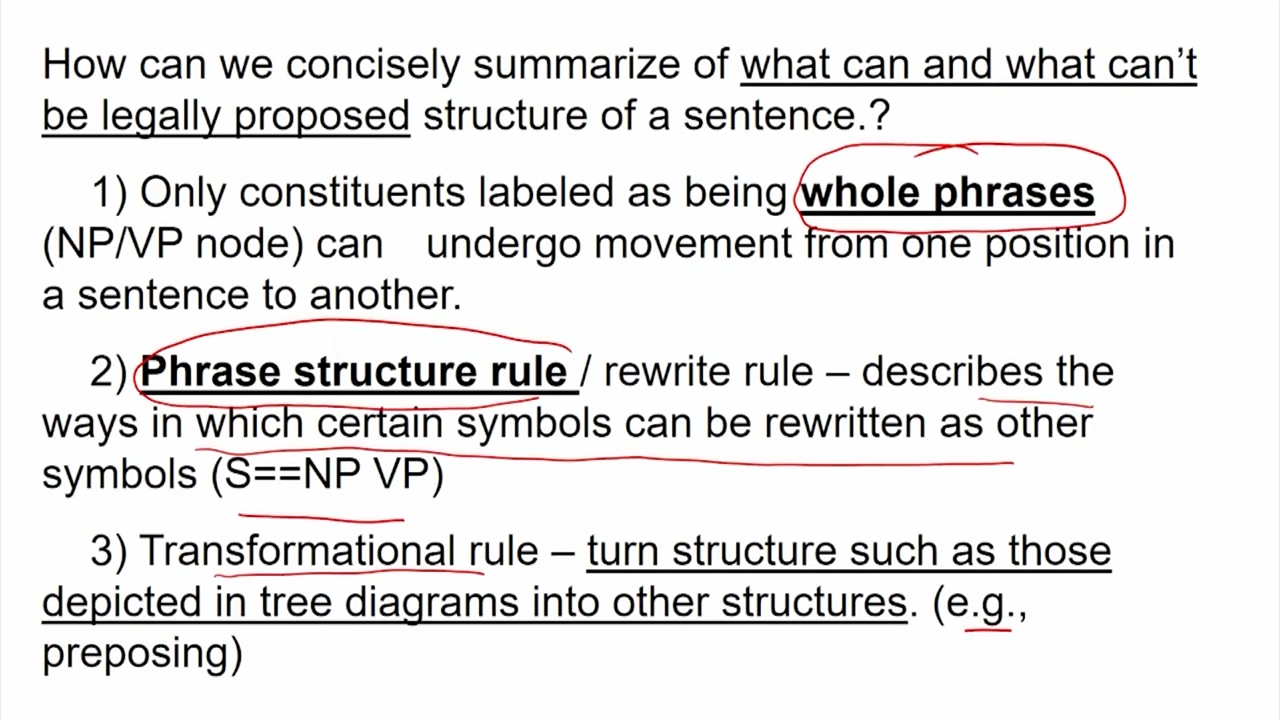 How can we concisely summarize of what can and what can't
be legally proposed structure of a sentence.?
1) Only constituents labeled as being whole phrases
(NP/VP node) can undergo movement from one position in
a sentence to another.
2) Phrase structure rule / rewrite rule – describes the
ways in which certain symbols can be rewritten as other
symbols (S==NP VP)
3) Transformational rule – turn structure such as those
depicted in tree diagrams into other structures. (e.g.,
preposing)